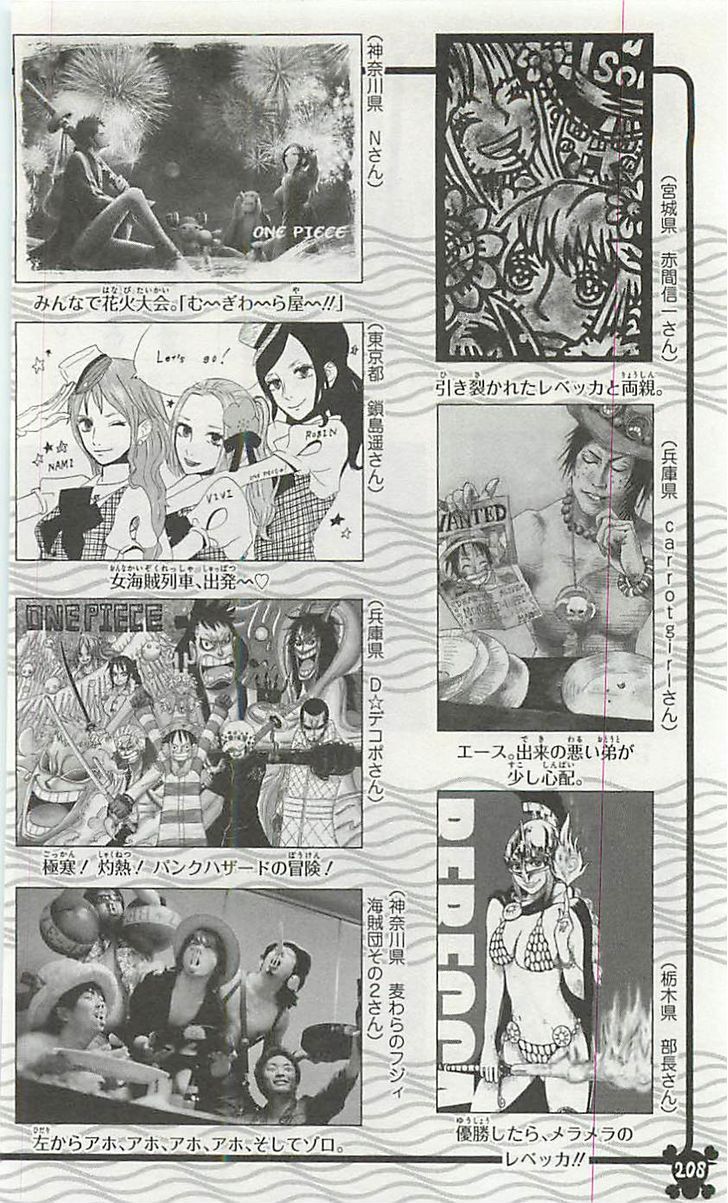 (宮城県　赤間信一さん)
引き裂かれたレベッカと両親。
(兵庫県　carrotgirlさん)
WANTED
エース。出来の悪い弟が
少し心配。
(栃木県　部長さん)
優勝したら、メラメラの
レベッカ!!
(神奈川県　Nさん)
ONE PIECE
みんなで花火大会。「む〜ぎわ〜ら屋〜!!」
(東京都　鎖島遥さん)
Let's go!
ROBIN
NAMI
VIVI
女海賊列車、出発〜♡
(兵庫県　D☆デコポさん)
ONE PIECE
極寒! 灼熱! パンクハザードの冒険!
(神奈川県　麦わらのフジィ
海賊団その2さん)
左からアホ、アホ、アホ、アホ、そしてゾロ。
208